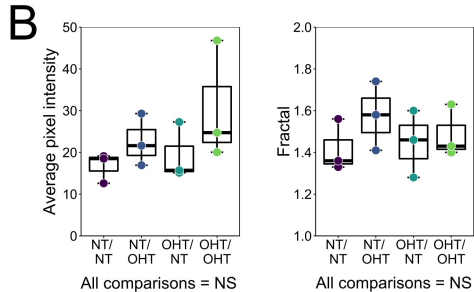 B
Average pixel intensity
50
40
30
20
10
0
NT/ NT/ OHT/ OHT/
NT OHT NT OHT
All comparisons = NS
Fractal
2.0
1.8
1.6
1.4
1.2
1.0
NT/ NT/ OHT/ OHT/
NT OHT NT OHT
All comparisons = NS